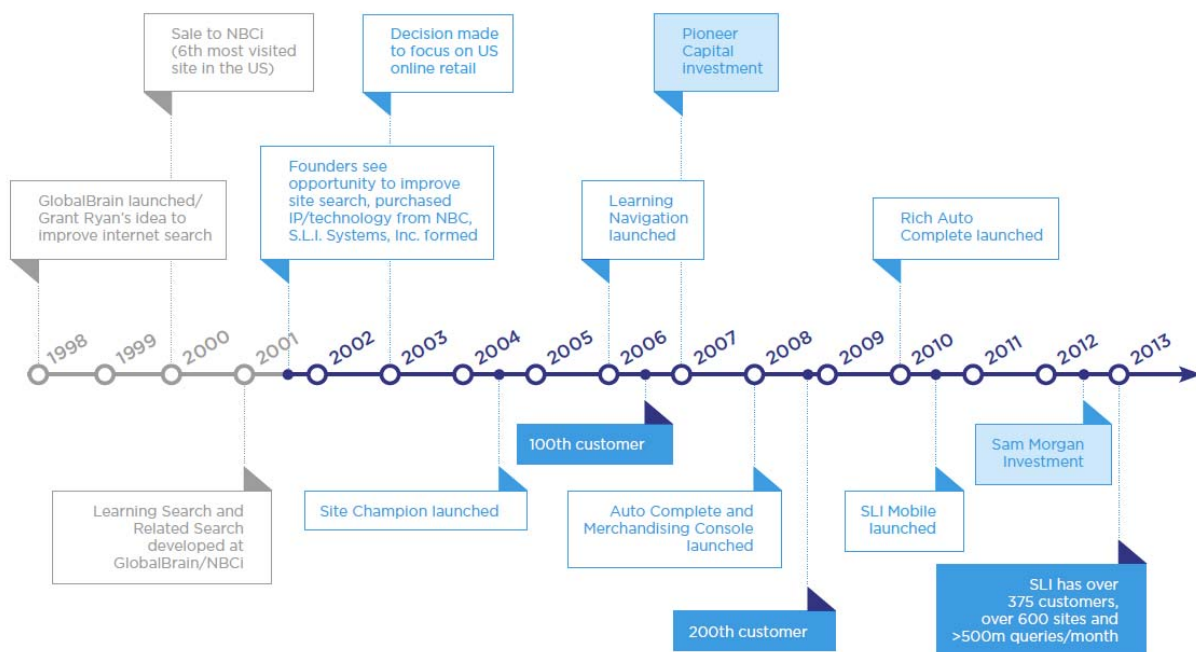 Sale to NBCi
(6th most visited
site in the US)
Decision made
to focus on US
online retail
Pioneer
Capital
investment
GlobalBrain launched/
Grant Ryan's idea to
improve internet search
Founders see
opportunity to improve
site search, purchased
IP/technology from NBC,
S.L.I. Systems, Inc. formed
Learning
Navigation
launched
Rich Auto
Complete launched
1998
1999
2000
2001
2002
2003
2004
2005
2006
2007
2008
2009
2010
2011
2012
2013
Learning Search and
Related Search
developed at
GlobalBrain/NBCi
Site Champion launched
100th customer
Auto Complete and
Merchandising Console
launched
200th customer
SLI Mobile
launched
Sam Morgan
Investment
SLI has over
375 customers,
over 600 sites and
>500m queries/month